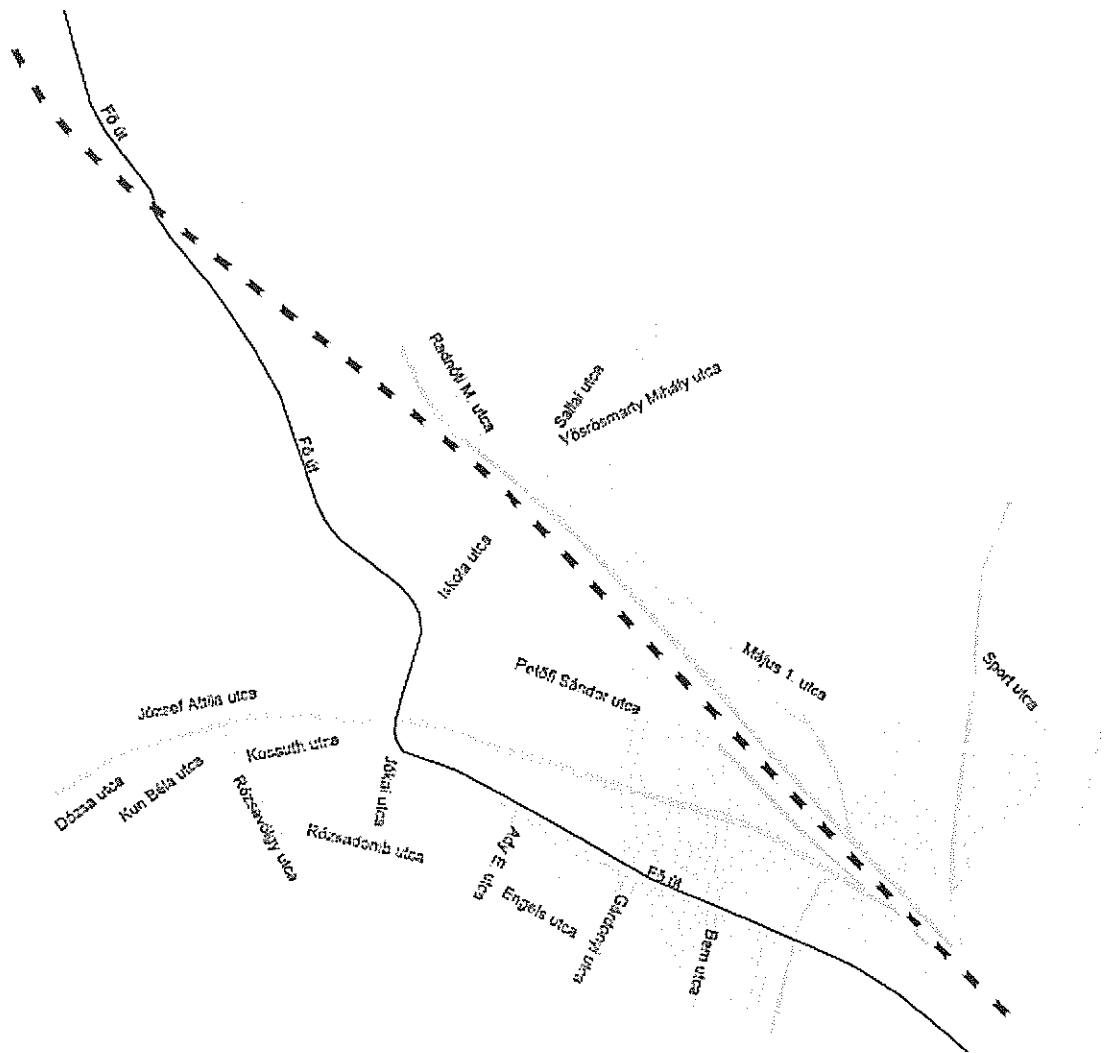 Fő út
Radnóti M. utca
Sallai utca
Vösrösmarty Mihály utca
Fő út
Iskola utca
Május 1. utca
Sport utca
Petőfi Sándor utca
József Attila utca
Kossuth utca
Dózsa utca
Kun Béla utca
Rózsavölgy utca
Jókai utca
Rózsadomb utca
Ady E. utca
Engels utca
Fő út
Gárdonyi utca
Bem utca